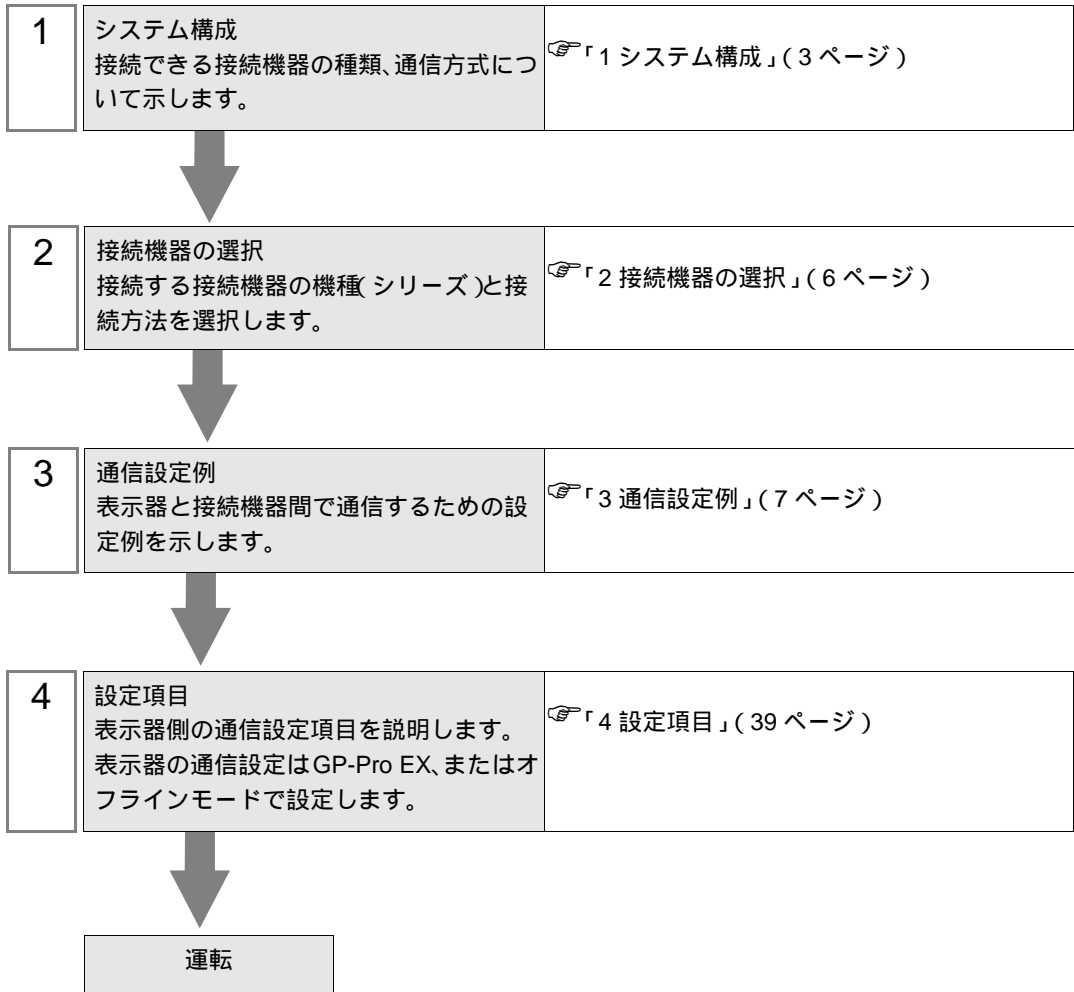 1
システム構成
接続できる接続機器の種類、通信方式につ
いて示します。
☞「1 システム構成」( 3 ページ )
2
接続機器の選択
接続する接続機器の機種( シリーズ )と接
続方法を選択します。
☞「2 接続機器の選択」( 6 ページ )
3
通信設定例
表示器と接続機器間で通信するための設
定例を示します。
☞「3 通信設定例」( 7 ページ )
4
設定項目
表示器側の通信設定項目を説明します。
表示器の通信設定はGP-Pro EX、またはオ
フラインモードで設定します。
☞「4 設定項目」( 39 ページ )
運転